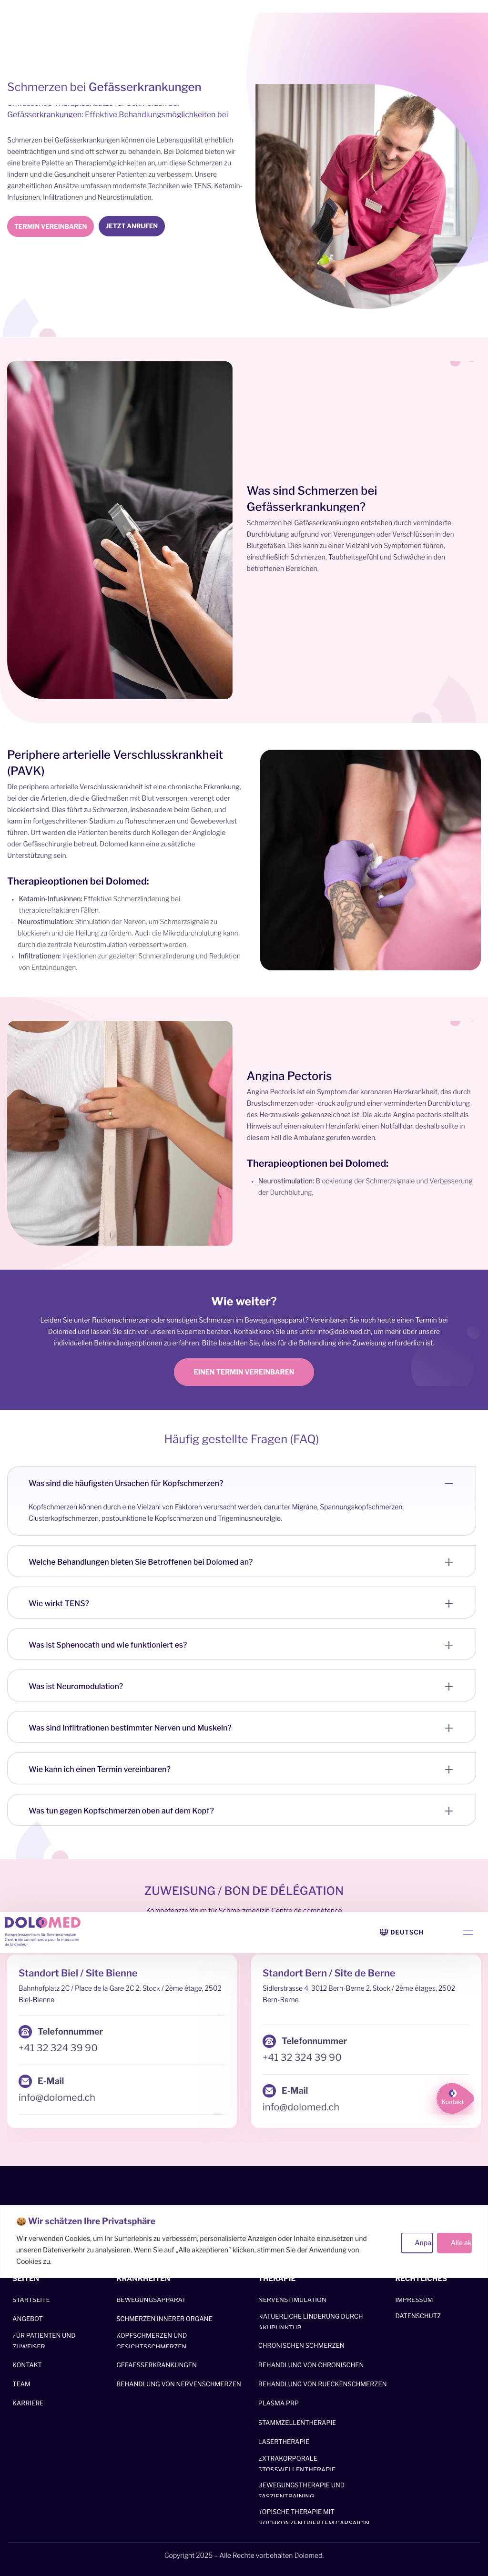 Schmerzen bei Gefässerkrankungen
Gefässerkrankungen: Effektive Behandlungsmöglichkeiten bei
Schmerzen bei Gefässerkrankungen können die Lebensqualität erheblich
beeinträchtigen und sind oft schwer zu behandeln. Bei Dolomed bieten wir
eine breite Palette an Therapiemöglichkeiten an, um diese Schmerzen zu
lindern und die Gesundheit unserer Patienten zu verbessern. Unsere
ganzheitlichen Ansätze umfassen modernste Techniken wie TENS, Ketamin-
Infusionen, Infiltrationen und Neurostimulation.
TERMIN VEREINBAREN
JETZT ANRUFEN
Was sind Schmerzen bei
Gefässerkrankungen?
Schmerzen bei Gefässerkrankungen entstehen durch verminderte
Durchblutung aufgrund von Verengungen oder Verschlüssen in den
Blutgefäßen. Dies kann zu einer Vielzahl von Symptomen führen,
einschließlich Schmerzen, Taubheitsgefühl und Schwäche in den
betroffenen Bereichen.
Periphere arterielle Verschlusskrankheit
(PAVK)
Die periphere arterielle Verschlusskrankheit ist eine chronische Erkrankung,
bei der die Arterien, die die Gliedmaßen mit Blut versorgen, verengt oder
blockiert sind. Dies führt zu Schmerzen, insbesondere beim Gehen, und
kann im fortgeschrittenen Stadium zu Ruheschmerzen und Gewebeverlust
führen. Oft werden die Patienten bereits durch Kollegen der Angiologie
oder Gefässchirurgie betreut. Dolomed kann eine zusätzliche
Unterstützung sein.
Therapieoptionen bei Dolomed:
Ketamin-Infusionen: Effektive Schmerzlinderung bei
therapierefraktären Fällen.
Neurostimulation: Stimulation der Nerven, um Schmerzsignale zu
blockieren und die Heilung zu fördern. Auch die Mikrodurchblutung kann
durch die zentrale Neurostimulation verbessert werden.
Infiltrationen: Injektionen zur gezielten Schmerzlinderung und Reduktion
von Entzündungen.
Angina Pectoris
Angina Pectoris ist ein Symptom der koronaren Herzkrankheit, das durch
Brustschmerzen oder -druck aufgrund einer verminderten Durchblutung
des Herzmuskels gekennzeichnet ist. Die akute Angina pectoris stellt als
Hinweis auf einen akuten Herzinfarkt einen Notfall dar, deshalb sollte in
diesem Fall die Ambulanz gerufen werden.
Therapieoptionen bei Dolomed:
Neurostimulation: Blockierung der Schmerzsignale und Verbesserung
der Durchblutung.
Wie weiter?
Leiden Sie unter Rückenschmerzen oder sonstigen Schmerzen im Bewegungsapparat? Vereinbaren Sie noch heute einen Termin bei
Dolomed und lassen Sie sich von unseren Experten beraten. Kontaktieren Sie uns unter info@dolomed.ch, um mehr über unsere
individuellen Behandlungsoptionen zu erfahren. Bitte beachten Sie, dass für die Behandlung eine Zuweisung erforderlich ist.
EINEN TERMIN VEREINBAREN
Häufig gestellte Fragen (FAQ)
Was sind die häufigsten Ursachen für Kopfschmerzen?
Kopfschmerzen können durch eine Vielzahl von Faktoren verursacht werden, darunter Migräne, Spannungskopfschmerzen,
Clusterkopfschmerzen, postpunktionelle Kopfschmerzen und Trigeminusneuralgie.
Welche Behandlungen bieten Sie Betroffenen bei Dolomed an?
Wie wirkt TENS?
Was ist Sphenocath und wie funktioniert es?
Was ist Neuromodulation?
Was sind Infiltrationen bestimmter Nerven und Muskeln?
Wie kann ich einen Termin vereinbaren?
Was tun gegen Kopfschmerzen oben auf dem Kopf?
ZUWEISUNG / BON DE DÉLÉGATION
Kompetenzzentrum für Schmerzmedizin Centre de compétence
DOLOMED
Kompetenzzentrum für Schmerzmedizin
Centre de compétence pour la médecine
de la douleur
DEUTSCH
Standort Biel / Site Bienne
Bahnhofplatz 2C / Place de la Gare 2C 2. Stock / 2ème étage, 2502
Biel-Bienne
Telefonnummer
+41 32 324 39 90
E-Mail
info@dolomed.ch
Standort Bern / Site de Berne
Sidlerstrasse 4, 3012 Bern-Berne 2. Stock / 2ème étages, 2502
Bern-Berne
Telefonnummer
+41 32 324 39 90
E-Mail
info@dolomed.ch
Kontakt
Wir schätzen Ihre Privatsphäre
Wir verwenden Cookies, um Ihr Surferlebnis zu verbessern, personalisierte Anzeigen oder Inhalte einzusetzen und
unseren Datenverkehr zu analysieren. Wenn Sie auf „Alle akzeptieren" klicken, stimmen Sie der Anwendung von
Cookies zu.
Anpa
Alle ak
SEITEN
STARTSEITE
ANGEBOT
FÜR PATIENTEN UND
ZUWEISER
KONTAKT
TEAM
KARRIERE
KRANKHEITEN
BEWEGUNGSAPPARAT
SCHMERZEN INNERER ORGANE
KOPFSCHMERZEN UND
GESICHTSSCHMERZEN
GEFAESSERKRANKUNGEN
BEHANDLUNG VON NERVENSCHMERZEN
THERAPIE
NERVENSTIMULATION
NATUERLICHE LINDERUNG DURCH
AKUPUNKTUR
CHRONISCHEN SCHMERZEN
BEHANDLUNG VON CHRONISCHEN
BEHANDLUNG VON RUECKENSCHMERZEN
PLASMA PRP
STAMMZELLENTHERAPIE
LASERTHERAPIE
EXTRAKORPORALE
STOSSWELLENTHERAPIE
BEWEGUNGSTHERAPIE UND
FASZIENTRAINING
TOPISCHE THERAPIE MIT
HOCHKONZENTRIERTEM CAPSAICIN
RECHTLICHES
IMPRESSUM
DATENSCHUTZ
Copyright 2025 – Alle Rechte vorbehalten Dolomed.